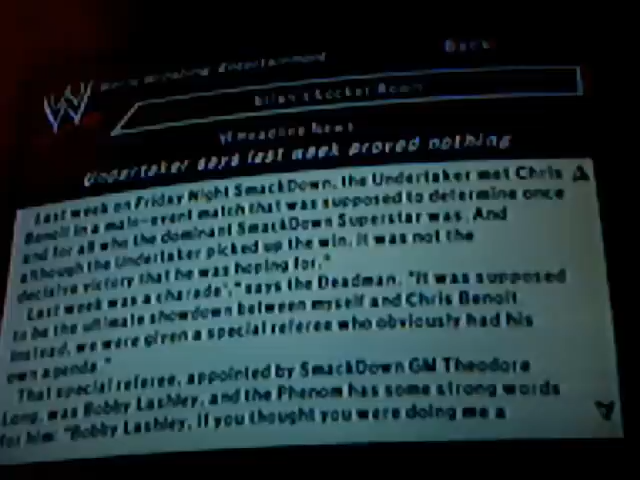 World Wrestling Entertainment
Back
Locker Room
Headline News
Undertaker says last week proved nothing
Last week on Friday Night SmackDown, the Undertaker met Chris
Benoit in a main-event match that was supposed to determine once
and for all who the dominant SmackDown Superstar was. And
although the Undertaker picked up the win, it was not the
decisive victory that he was hoping for."
Last week was a charade," says the Deadman. "It was supposed
to be the ultimate showdown between myself and Chris Benoit
Instead, we were given a special referee who obviously had his
own agenda."
That special referee, appointed by SmackDown GM Theodore
Long, was Bobby Lashley, and the Phenom has some strong words
for him: "Bobby Lashley, if you thought you were doing me a